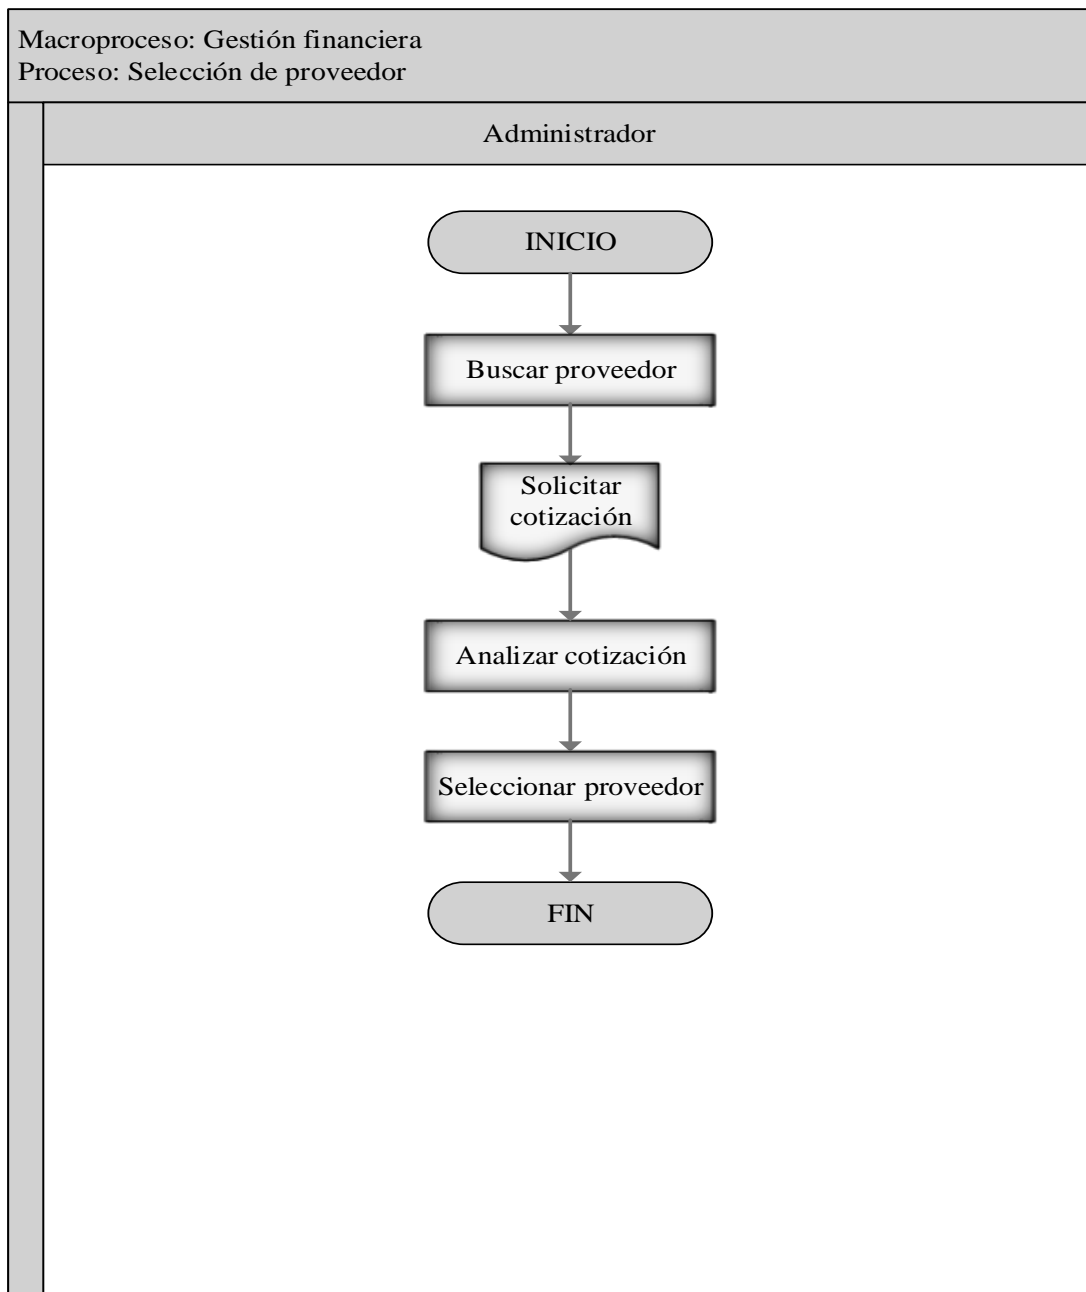 Macroproceso: Gestión financiera
Proceso: Selección de proveedor
Administrador
INICIO
Buscar proveedor
Solicitar
cotización
Analizar cotización
Seleccionar proveedor
FIN